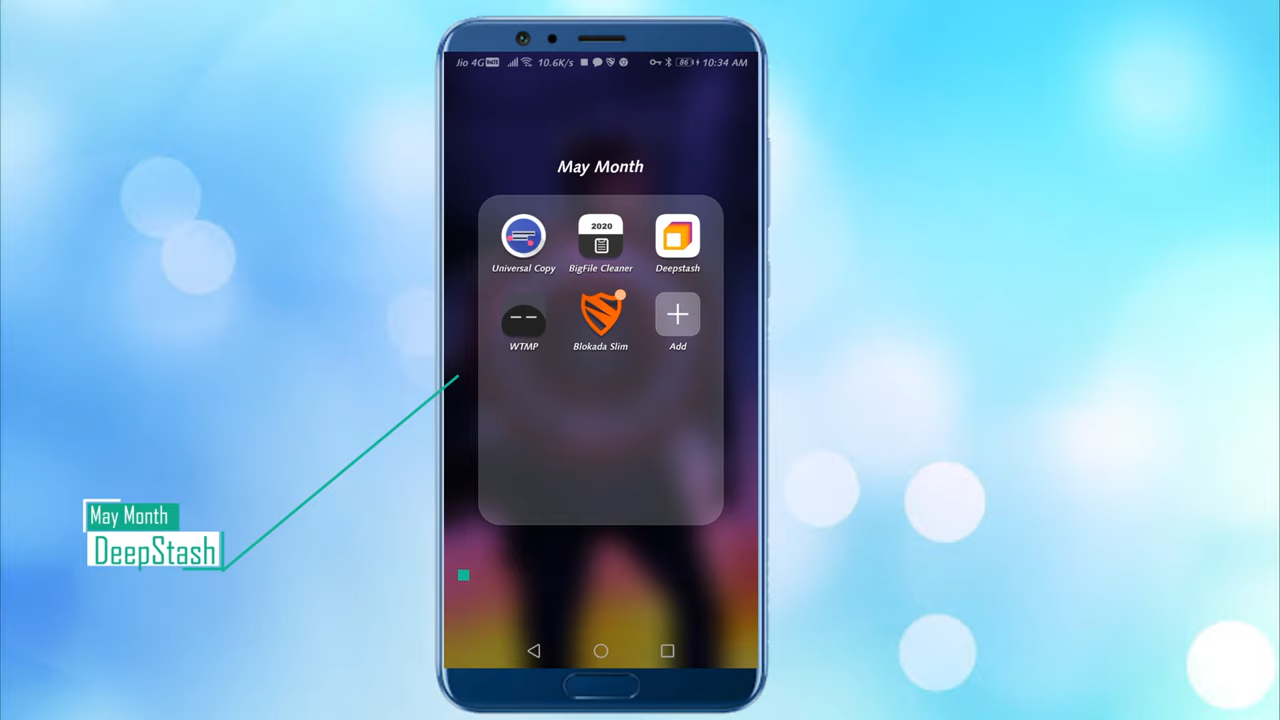 Jio 4G 10.6K/s 86 10:34 AM
May Month
2020
Universal Copy BigFile Cleaner Deepstash
WTMP Blokada Slim Add
May Month
DeepStash